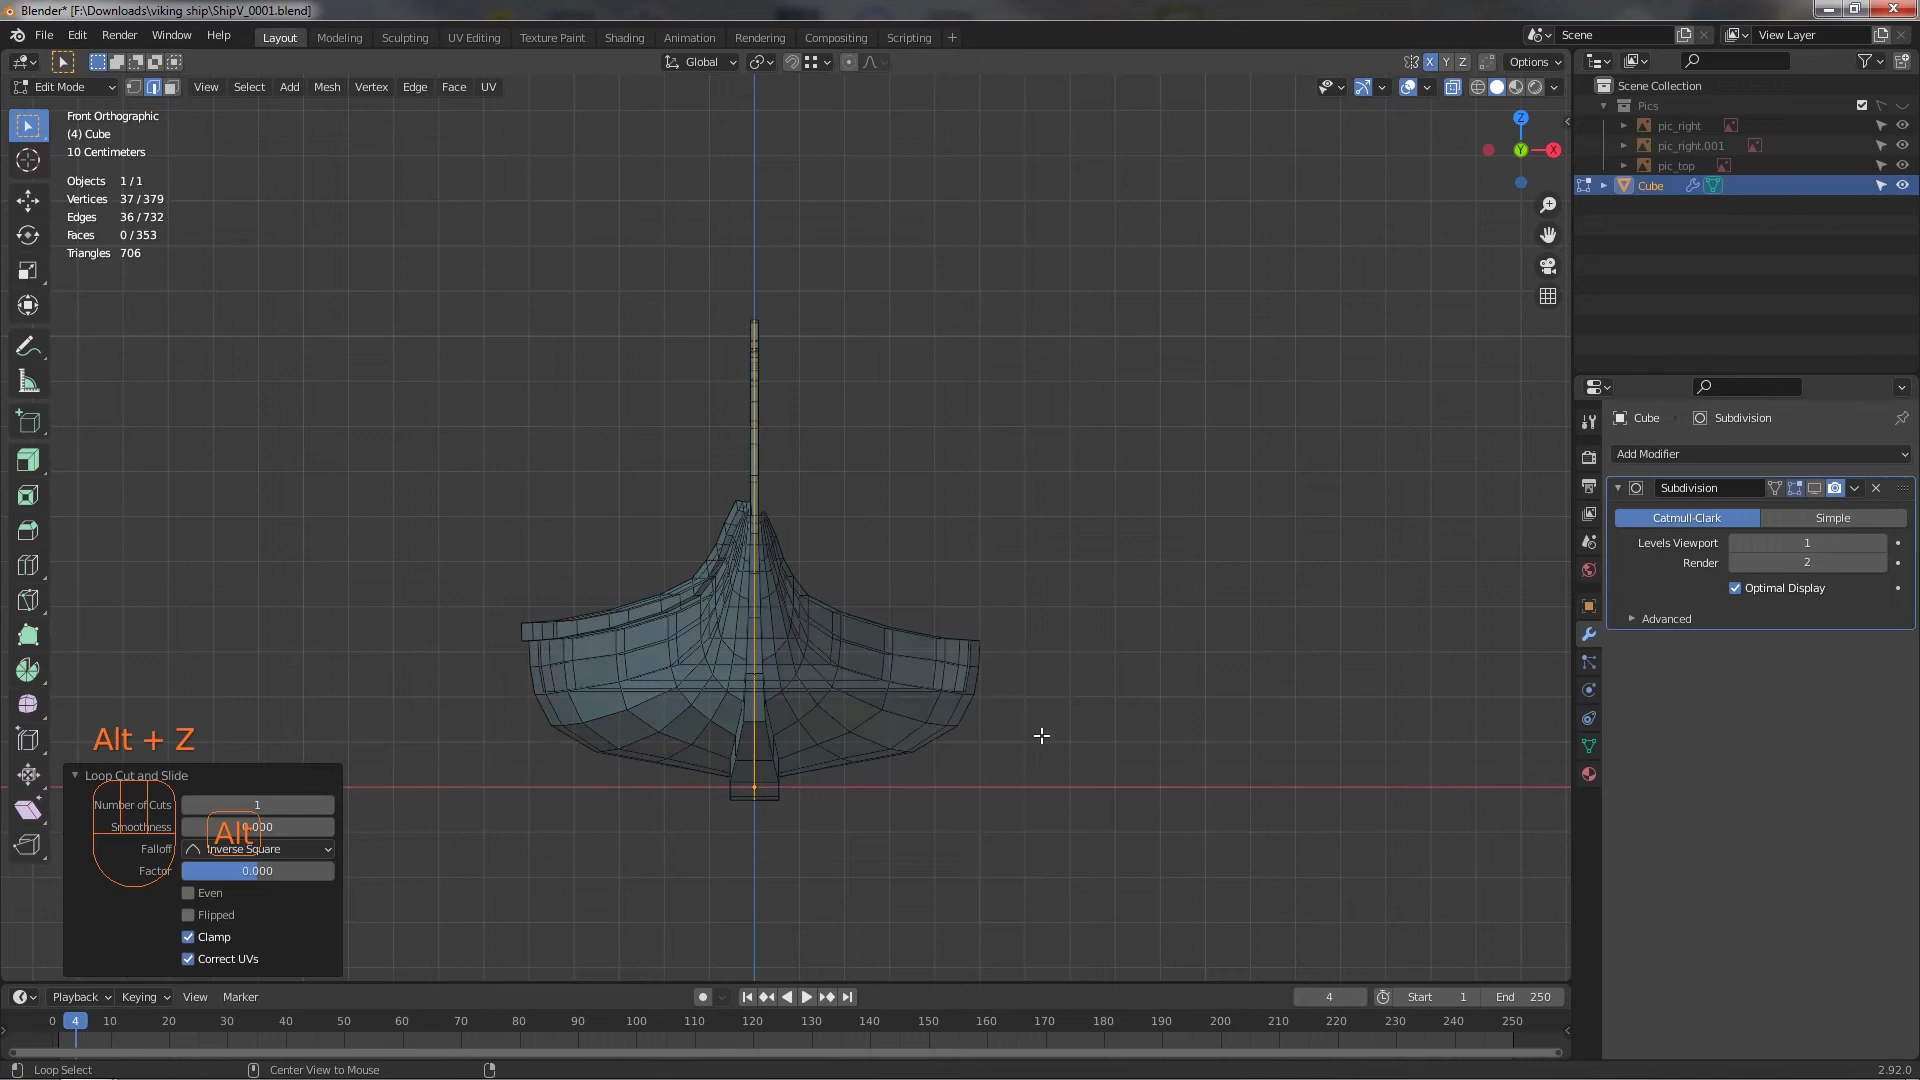 Blender* [F:\Downloads\viking ship\ShipV_0001.blend]
File Edit Render Window Help Layout Modeling Sculpting UV Editing Texture Paint Shading Animation Rendering Compositing Scripting + Scene View Layer
Global X Y Z Options
Edit Mode View Select Add Mesh Vertex Edge Face UV
Front Orthographic
(4) Cube
10 Centimeters
Objects 1 / 1
Vertices 37 / 379
Edges 36 / 732
Faces 0 / 353
Triangles 706
Z
Y
X
Scene Collection
Pics
pic_right
pic_right.001
pic_top
Cube
Cube Subdivision
Add Modifier
Subdivision
Catmull-Clark Simple
Levels Viewport 1
Render 2
Optimal Display
Advanced
Alt + Z
Loop Cut and Slide
Number of Cuts 1
Smoothness 0.000
Alt
Falloff Inverse Square
Factor 0.000
Even
Flipped
Clamp
Correct UVs
Playback Keying View Marker 4 Start 1 End 250
0 4 10 20 30 40 50 60 70 80 90 100 110 120 130 140 150 160 170 180 190 200 210 220 230 240 250
Loop Select Center View to Mouse 2.92.0